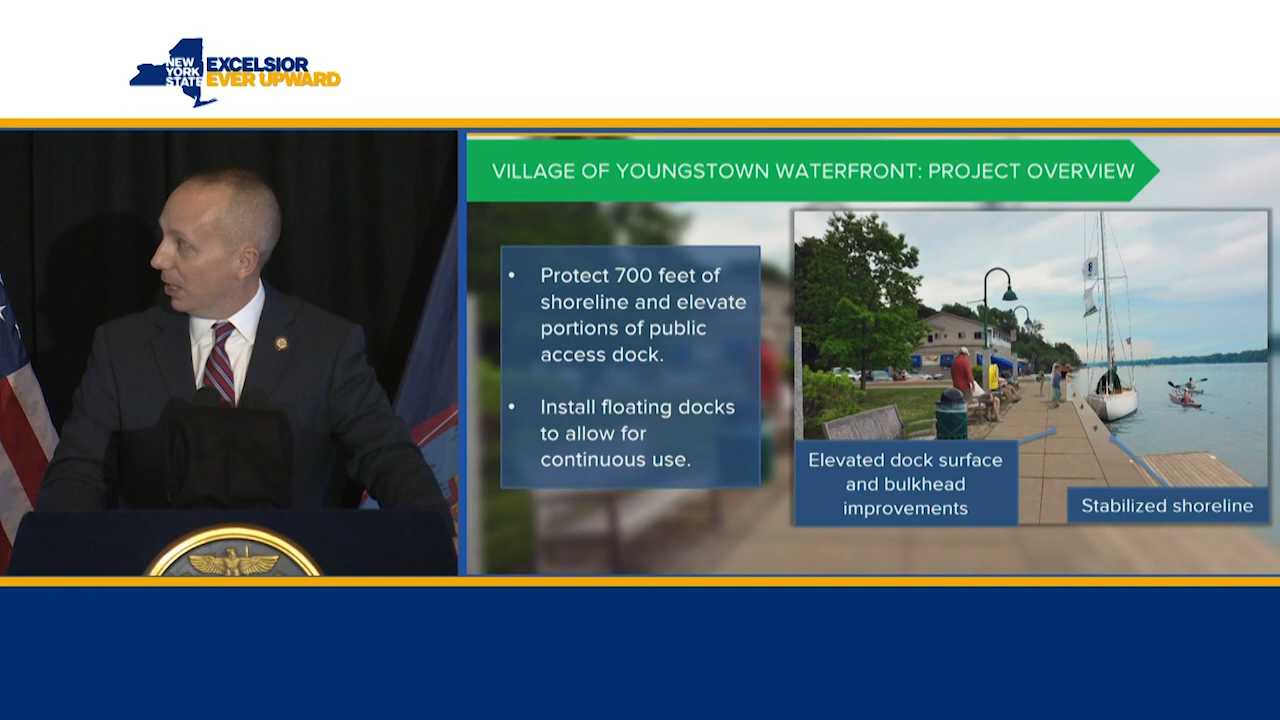 NEW
YORK
STATE
EXCELSIOR
EVER UPWARD
VILLAGE OF YOUNGSTOWN WATERFRONT: PROJECT OVERVIEW
• Protect 700 feet of
shoreline and elevate
portions of public
access dock.
• Install floating docks
to allow for
continuous use.
Elevated dock surface
and bulkhead
improvements
Stabilized shoreline